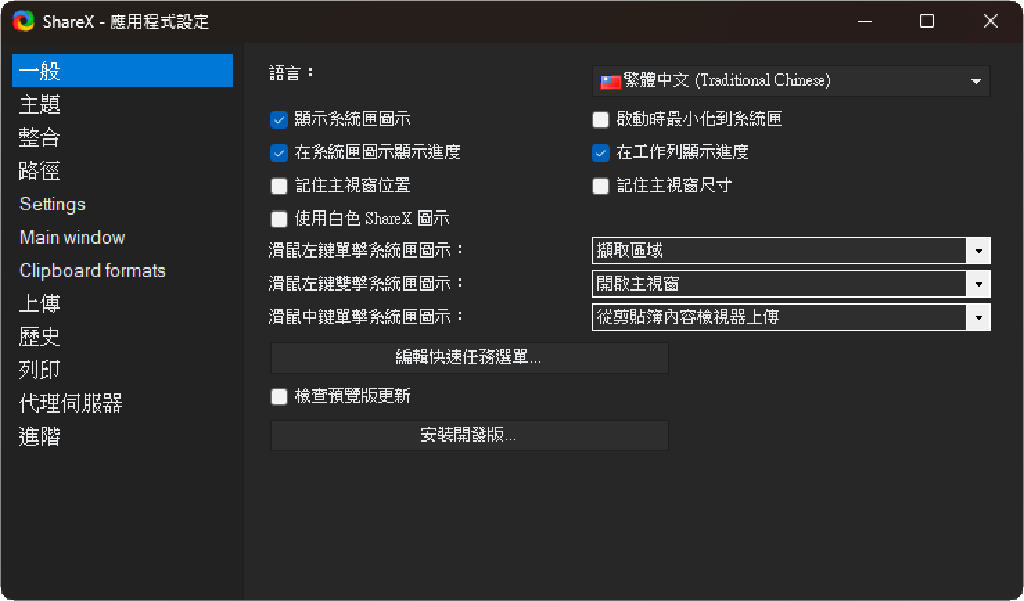 ShareX - 應用程式設定
一般
主題
整合
路徑
Settings
Main window
Clipboard formats
上傳
歷史
列印
代理伺服器
進階
語言：
繁體中文 (Traditional Chinese)
顯示系統匣圖示
啟動時最小化到系統匣
在系統匣圖示顯示進度
在工作列顯示進度
記住主視窗位置
記住主視窗尺寸
使用白色 ShareX 圖示
滑鼠左鍵單擊系統匣圖示：
擷取區域
滑鼠左鍵雙擊系統匣圖示：
開啟主視窗
滑鼠中鍵單擊系統匣圖示：
從剪貼簿內容檢視器上傳
編輯快速任務選單...
檢查預覽版更新
安裝開發版...